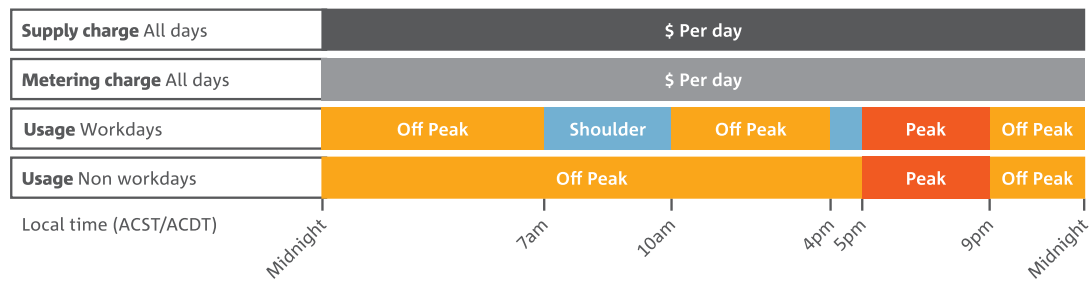 Supply charge All days $ Per day
Metering charge All days $ Per day
Usage Workdays Off Peak Shoulder Off Peak Peak Off Peak
Usage Non workdays Off Peak Peak Off Peak
Local time (ACST/ACDT) Midnight 7am 10am 4pm 5pm 9pm Midnight